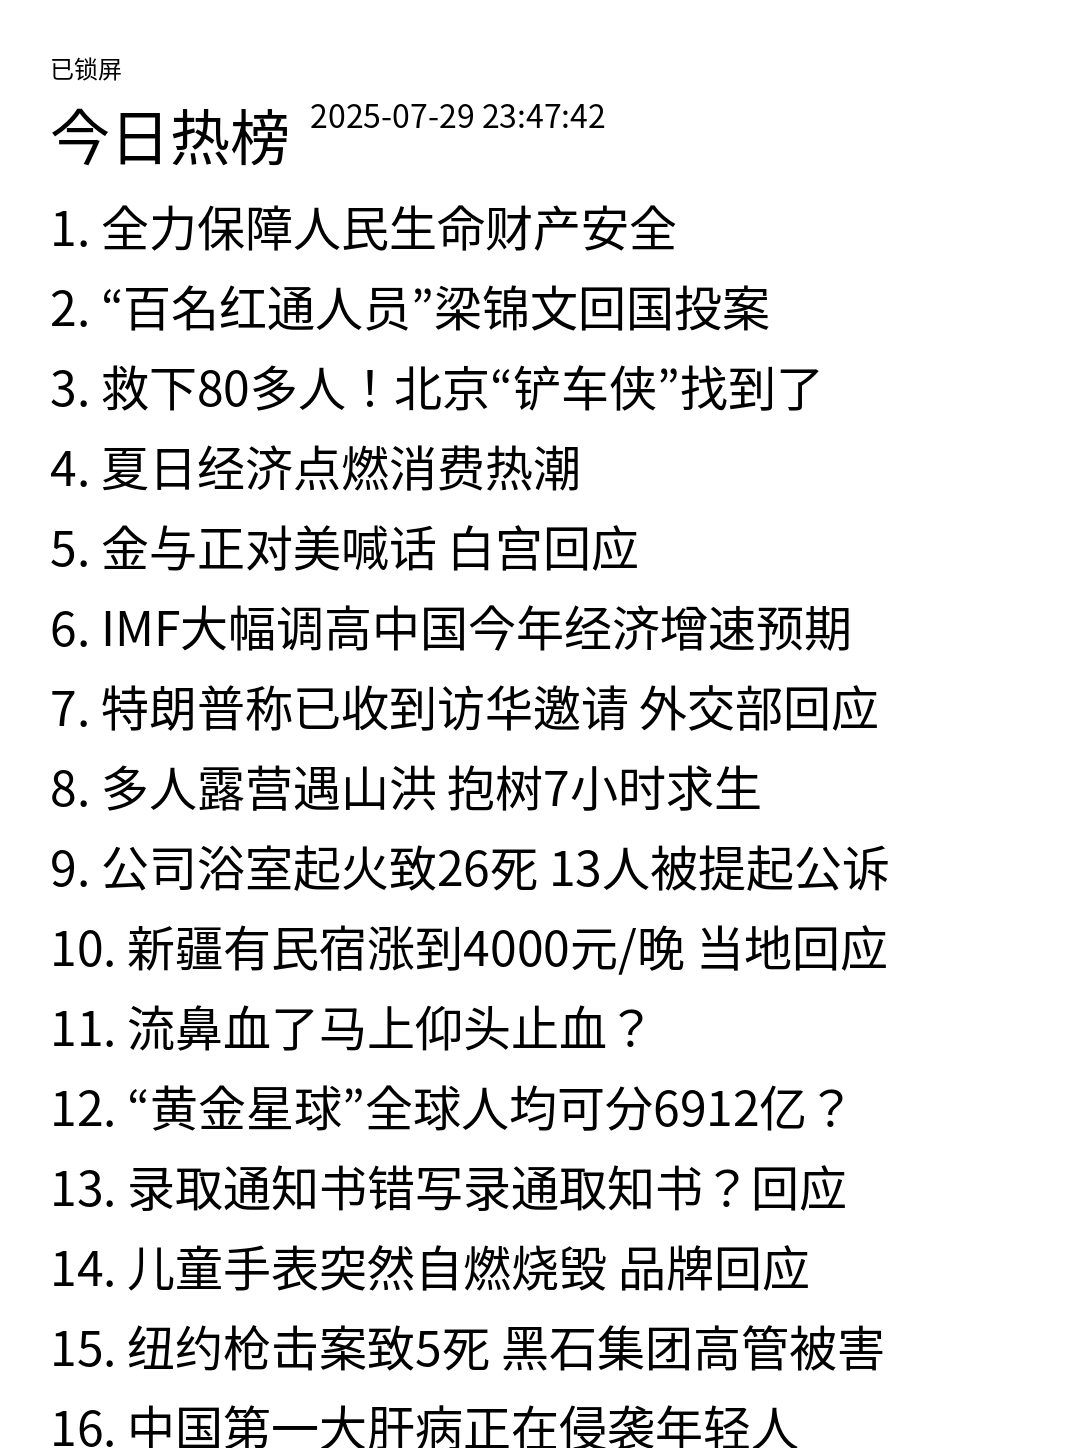 已锁屏
今日热榜 2025-07-29 23:47:42
1. 全力保障人民生命财产安全
2. “百名红通人员”梁锦文回国投案
3. 救下80多人！北京“铲车侠”找到了
4. 夏日经济点燃消费热潮
5. 金与正对美喊话 白宫回应
6. IMF大幅调高中国今年经济增速预期
7. 特朗普称已收到访华邀请 外交部回应
8. 多人露营遇山洪 抱树7小时求生
9. 公司浴室起火致26死 13人被提起公诉
10. 新疆有民宿涨到4000元/晚 当地回应
11. 流鼻血了马上仰头止血？
12. “黄金星球”全球人均可分6912亿？
13. 录取通知书错写录通取知书？回应
14. 儿童手表突然自燃烧毁 品牌回应
15. 纽约枪击案致5死 黑石集团高管被害
16. 中国第一大肝病正在侵袭年轻人